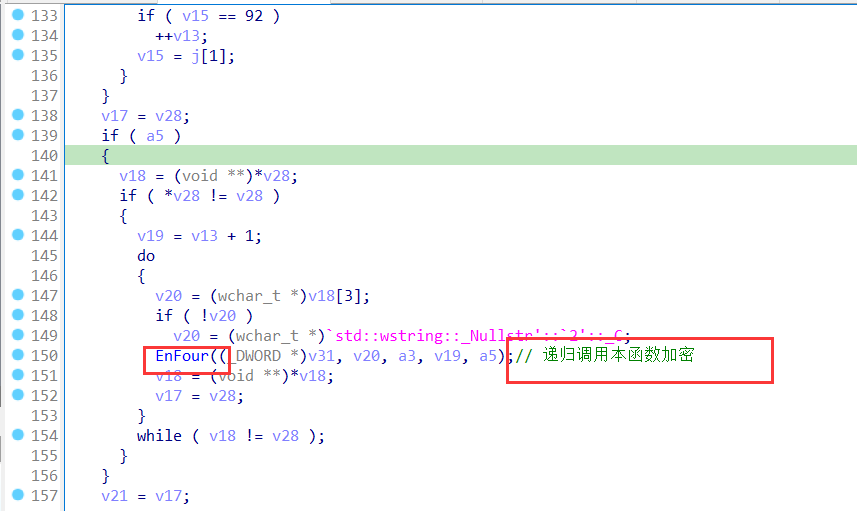 133 if ( v15 == 92 )
134 ++v13;
135 v15 = j[1];
136 }
137 }
138 v17 = v28;
139 if ( a5 )
140 {
141 v18 = (void **)*v28;
142 if ( *v28 != v28 )
143 {
144 v19 = v13 + 1;
145 do
146 {
147 v20 = (wchar_t *)v18[3];
148 if ( !v20 )
149 v20 = (wchar_t *)`std::wstring::_Nullstr'::`2'::_C;
150 EnFour((_DWORD *)v31, v20, a3, v19, a5);// 递归调用本函数加密
151 v18 = (void **)*v18;
152 v17 = v28;
153 }
154 while ( v18 != v28 );
155 }
156 }
157 v21 = v17;